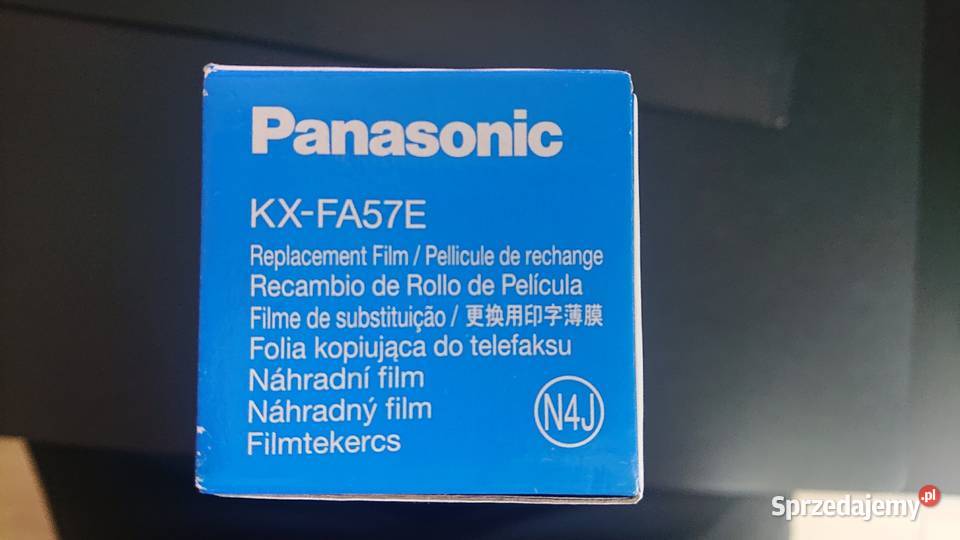 Panasonic
KX-FA57E
Replacement Film / Pellicule de rechange
Recambio de Rollo de Película
Filme de substituição / 更換用印字薄膜
Folia kopiująca do telefaksu
Náhradní film
Náhradný film
Filmtekercs
N4J
Sprzedajemy.pl